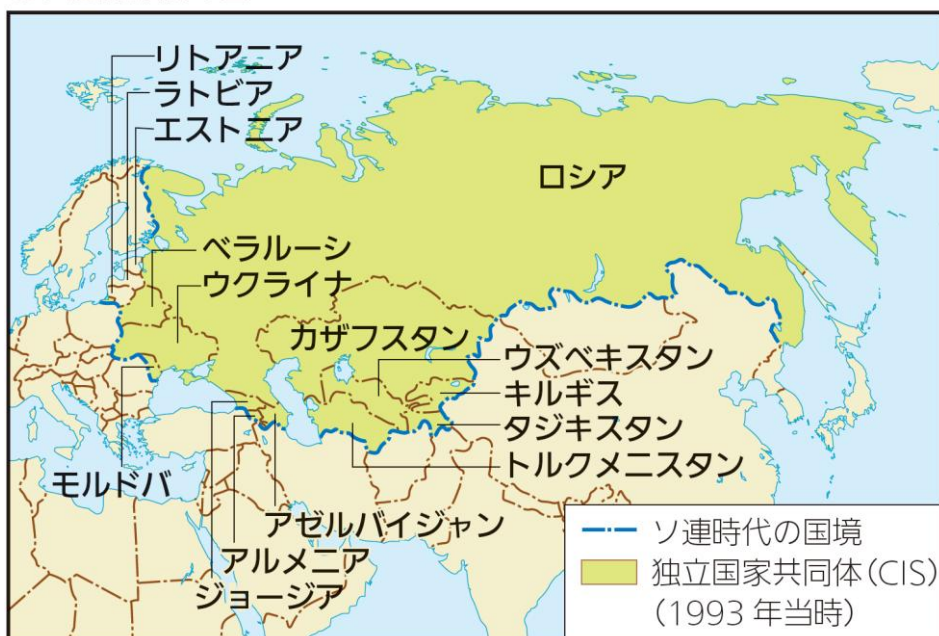 リトアニア
ラトビア
エストニア
ロシア
ベラルーシ
ウクライナ
カザフスタン
ウズベキスタン
キルギス
タジキスタン
トルクメニスタン
モルドバ
アゼルバイジャン
アルメニア
ジョージア
ソ連時代の国境
独立国家共同体(CIS)
(1993年当時)